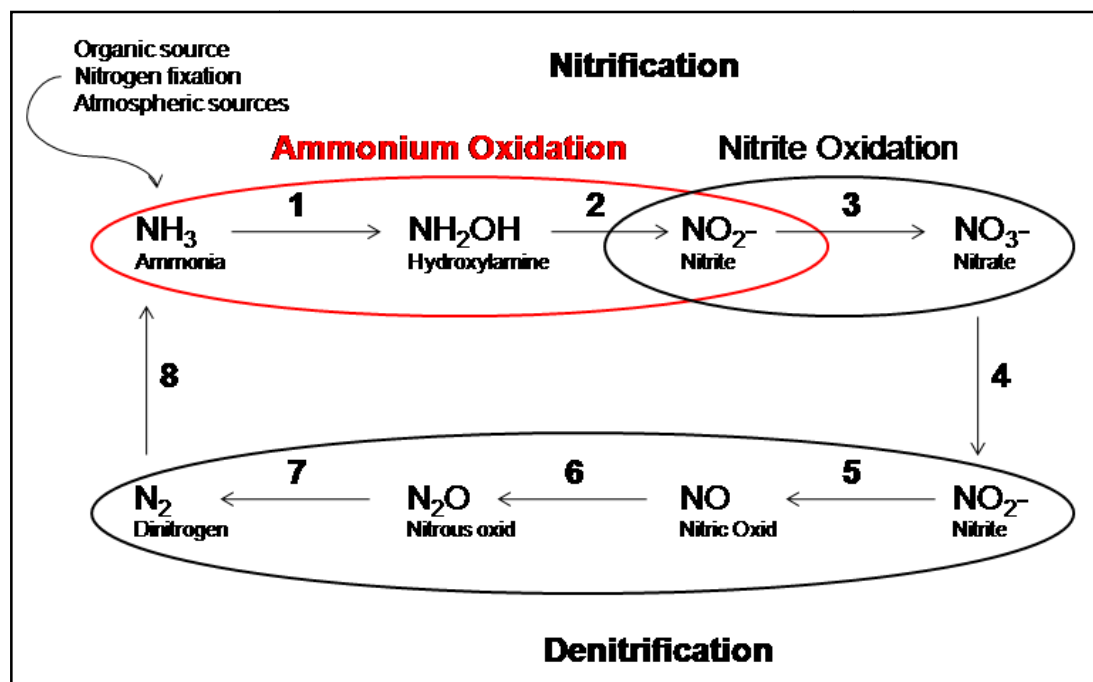 Organic source
Nitrogen fixation
Atmospheric sources
Nitrification
Ammonium Oxidation
Nitrite Oxidation
1
2
3
NH₃
NH₂OH
NO₂-
NO₃-
Ammonia
Hydroxylamine
Nitrite
Nitrate
8
4
7
6
5
N₂
N₂O
NO
NO₂-
Dinitrogen
Nitrous oxid
Nitric Oxid
Nitrite
Denitrification